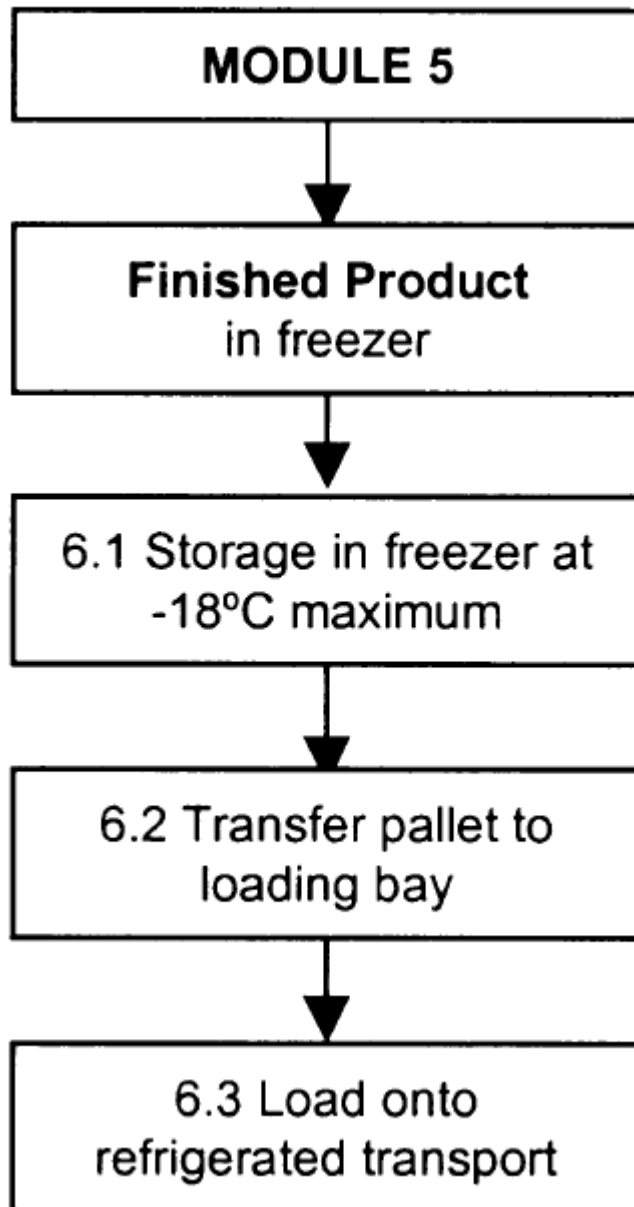 MODULE 5
Finished Product
in freezer
6.1 Storage in freezer at
-18ºC maximum
6.2 Transfer pallet to
loading bay
6.3 Load onto
refrigerated transport